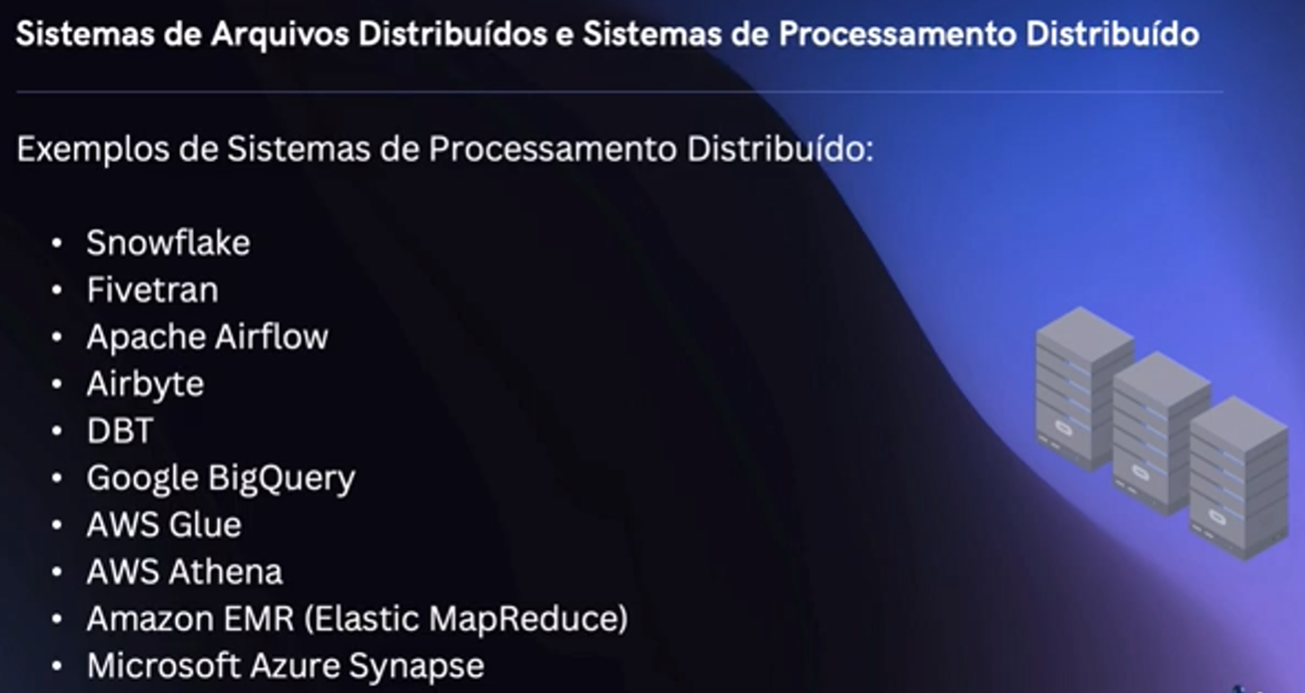 Sistemas de Arquivos Distribuídos e Sistemas de Processamento Distribuído
Exemplos de Sistemas de Processamento Distribuído:
• Snowflake
• Fivetran
• Apache Airflow
• Airbyte
• DBT
• Google BigQuery
• AWS Glue
• AWS Athena
• Amazon EMR (Elastic MapReduce)
• Microsoft Azure Synapse